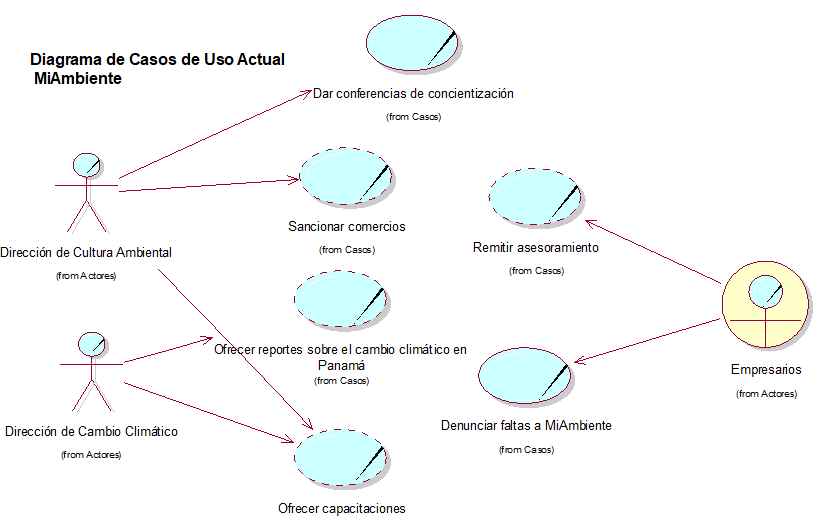 Diagrama de Casos de Uso Actual
MiAmbiente
Dar conferencias de concientización
(from Casos)
Dirección de Cultura Ambiental
(from Actores)
Sancionar comercios
(from Casos)
Remitir asesoramiento
(from Casos)
Ofrecer reportes sobre el cambio climático en
Panamá
(from Casos)
Empresarios
(from Actores)
Dirección de Cambio Climático
(from Actores)
Denunciar faltas a MiAmbiente
(from Casos)
Ofrecer capacitaciones